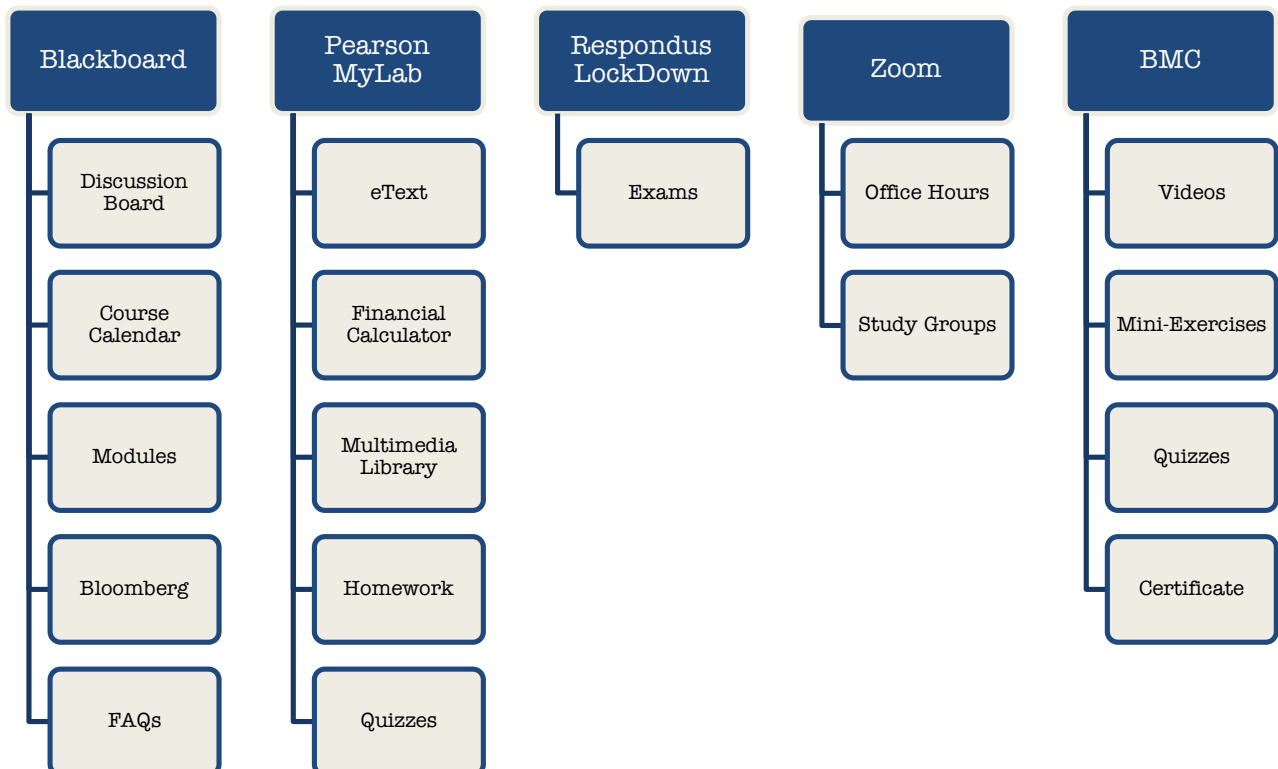 Blackboard
Discussion
Board
Course
Calendar
Modules
Bloomberg
FAQs
Pearson
MyLab
eText
Financial
Calculator
Multimedia
Library
Homework
Quizzes
Respondus
LockDown
Exams
Zoom
Office Hours
Study Groups
BMC
Videos
Mini-Exercises
Quizzes
Certificate